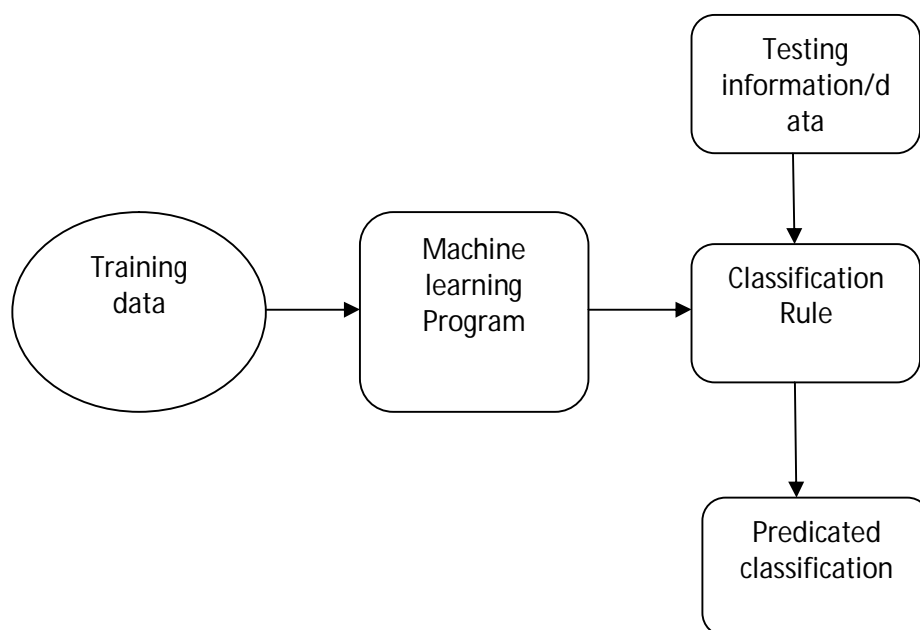 Testing
information/d
ata
Training
data
Machine
learning
Program
Classification
Rule
Predicated
classification